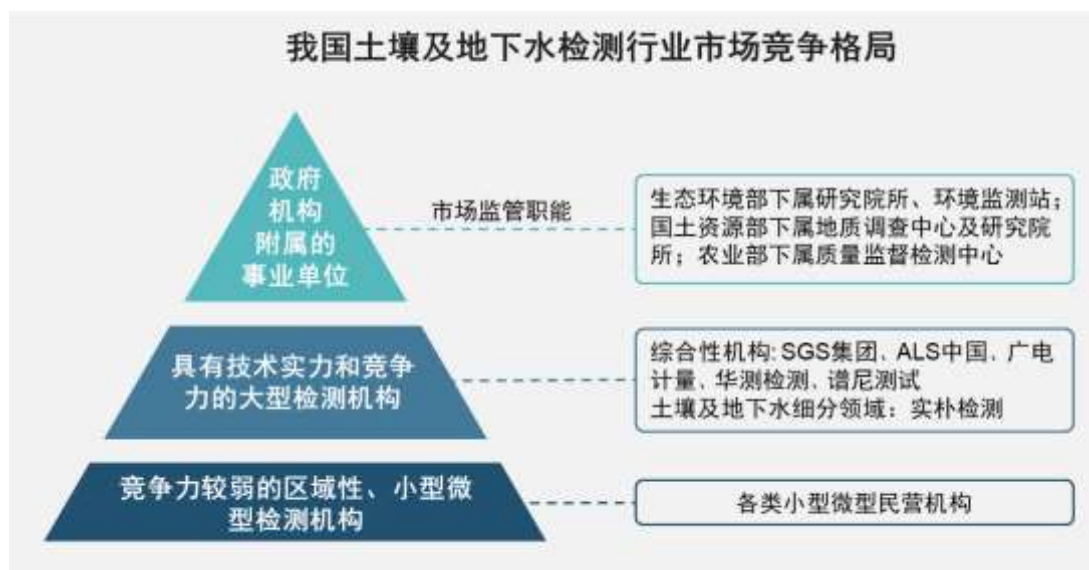 我国土壤及地下水检测行业市场竞争格局
政府
机构
附属的
事业单位
市场监管职能
生态环境部下属研究院所、环境监测站；
国土资源部下属地质调查中心及研究院
所；农业部下属质量监督检测中心
具有技术实力和竞争
力的大型检测机构
综合性机构: SGS集团、ALS中国、广电
计量、华测检测、谱尼测试
土壤及地下水细分领域：实朴检测
竞争力较弱的区域性、小型微
型检测机构
各类小型微型民营机构